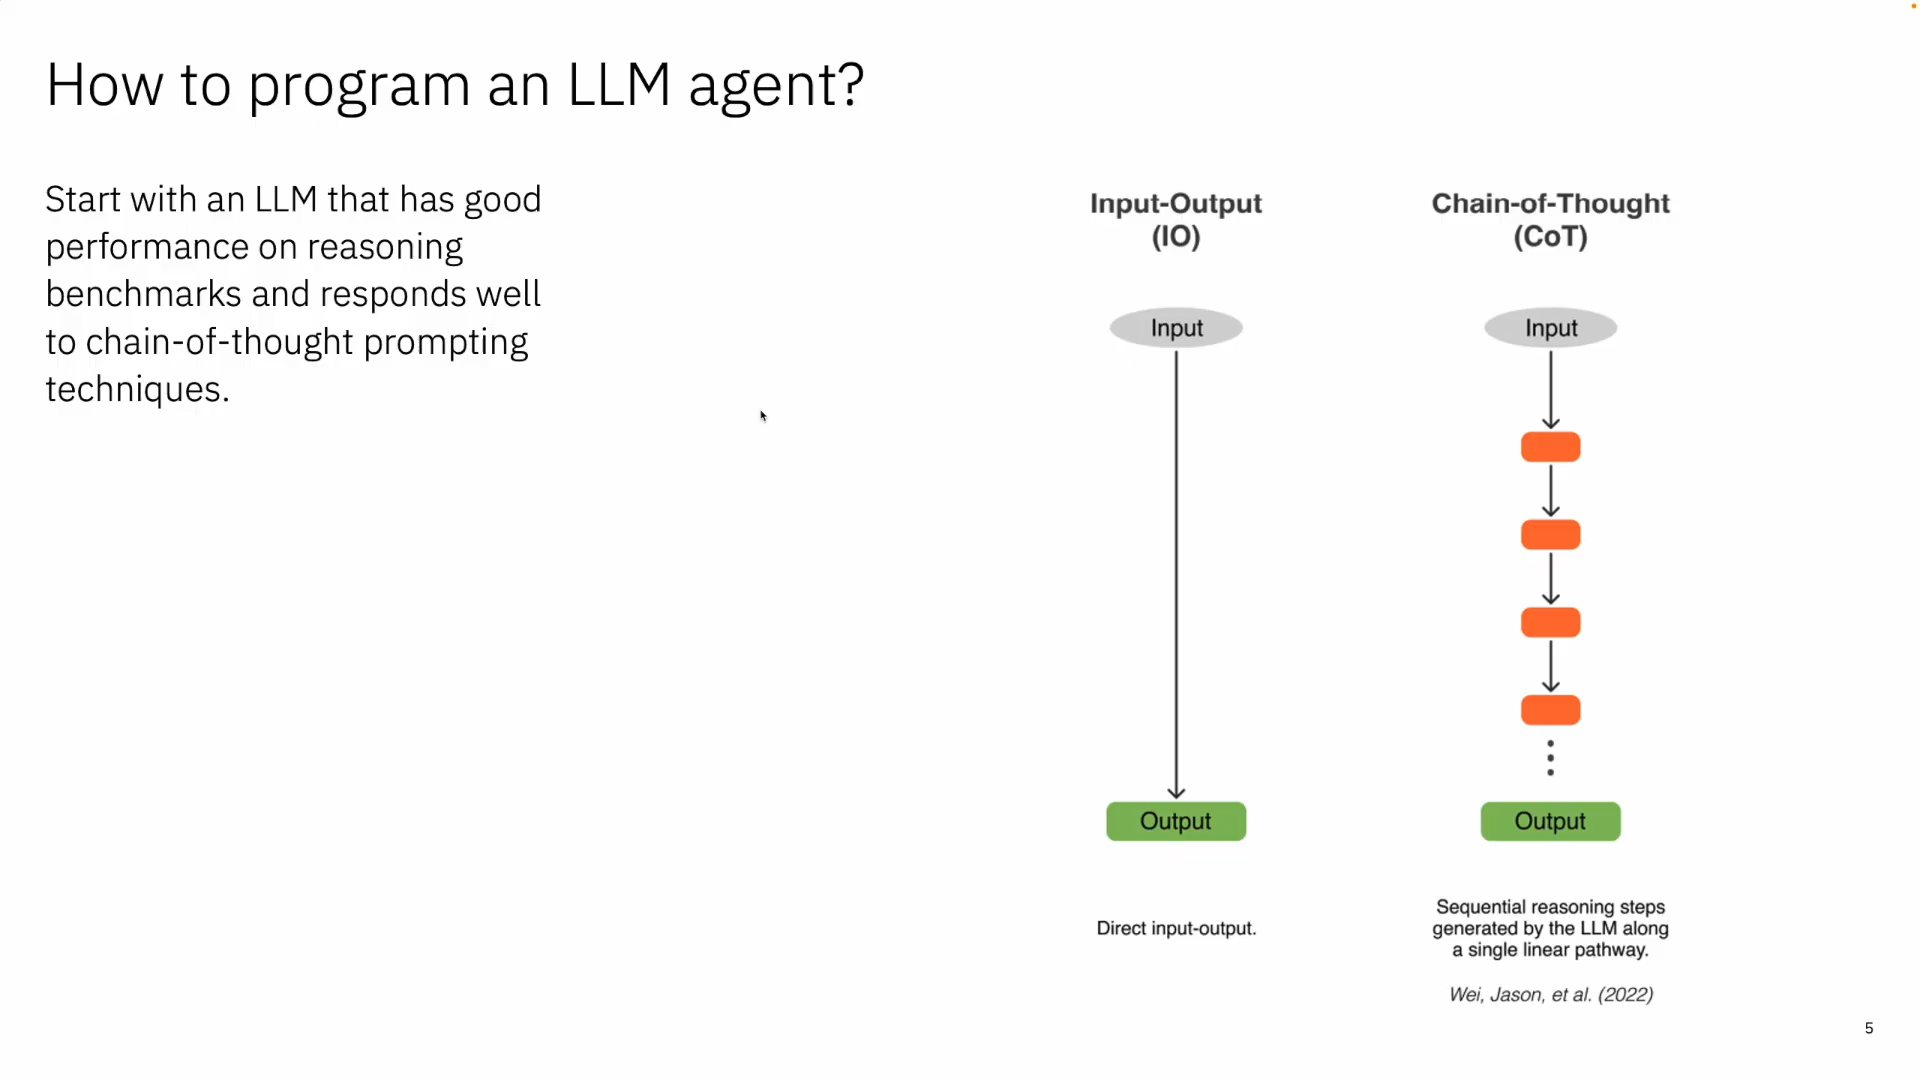 How to program an LLM agent?
Start with an LLM that has good
performance on reasoning
benchmarks and responds well
to chain-of-thought prompting
techniques.
Input-Output
(IO)
Input
Output
Direct input-output.
Chain-of-Thought
(CoT)
Input
Output
Sequential reasoning steps
generated by the LLM along
a single linear pathway.
Wei, Jason, et al. (2022)
5